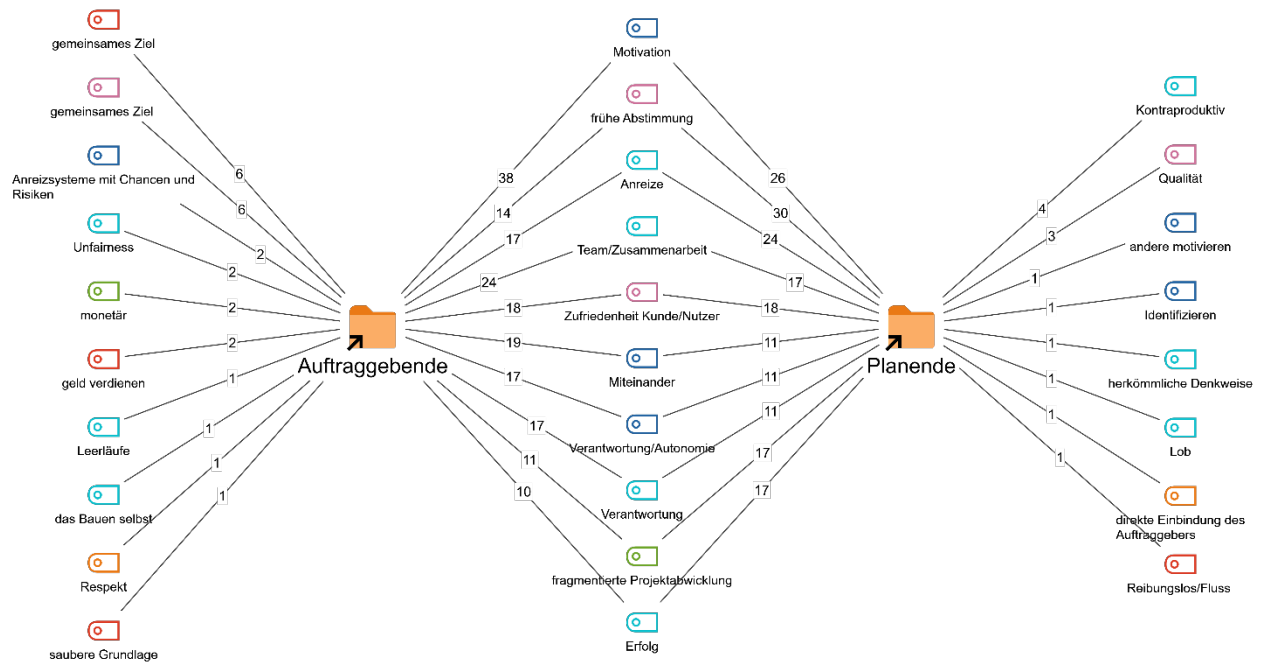 gemeinsames Ziel
gemeinsames Ziel
Anreizsysteme mit Chancen und
Risiken
Unfairness
monetär
geld verdienen
Leerläufe
das Bauen selbst
Respekt
saubere Grundlage
6
6
2
2
2
2
1
1
1
1
Auftraggebende
38
14
17
24
18
19
17
17
11
10
Motivation
frühe Abstimmung
Anreize
Team/Zusammenarbeit
Zufriedenheit Kunde/Nutzer
Miteinander
Verantwortung/Autonomie
Verantwortung
fragmentierte Projektabwicklung
Erfolg
26
30
24
17
18
11
11
11
17
17
Planende
4
3
1
1
1
1
1
1
Kontraproduktiv
Qualität
andere motivieren
Identifizieren
herkömmliche Denkweise
Lob
direkte Einbindung des
Auftraggebers
Reibungslos/Fluss